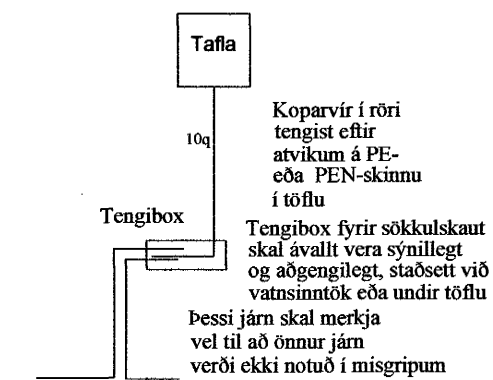 Tafla
10q
Koparvír í röri
tengist eftir
atvikum á PE-
eða PEN-skinnu
í töflu
Tengibox
Tengibox fyrir sökkulskaut
skal ávallt vera sýnillegt
og aðgengilegt, staðsett við
vatnsinntök eða undir töflu
Þessi járn skal merkja
vel til að önnur járn
verði ekki notuð í misgripum